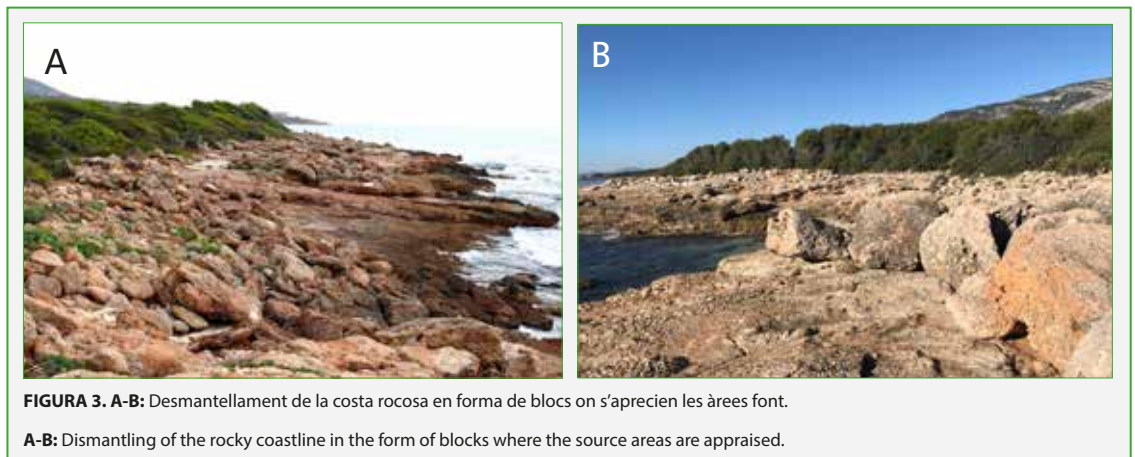 A
B
FIGURA 3. A-B: Desmantellament de la costa rocosa en forma de blocs on s'aprecien les àrees font.
A-B: Dismantling of the rocky coastline in the form of blocks where the source areas are appraised.